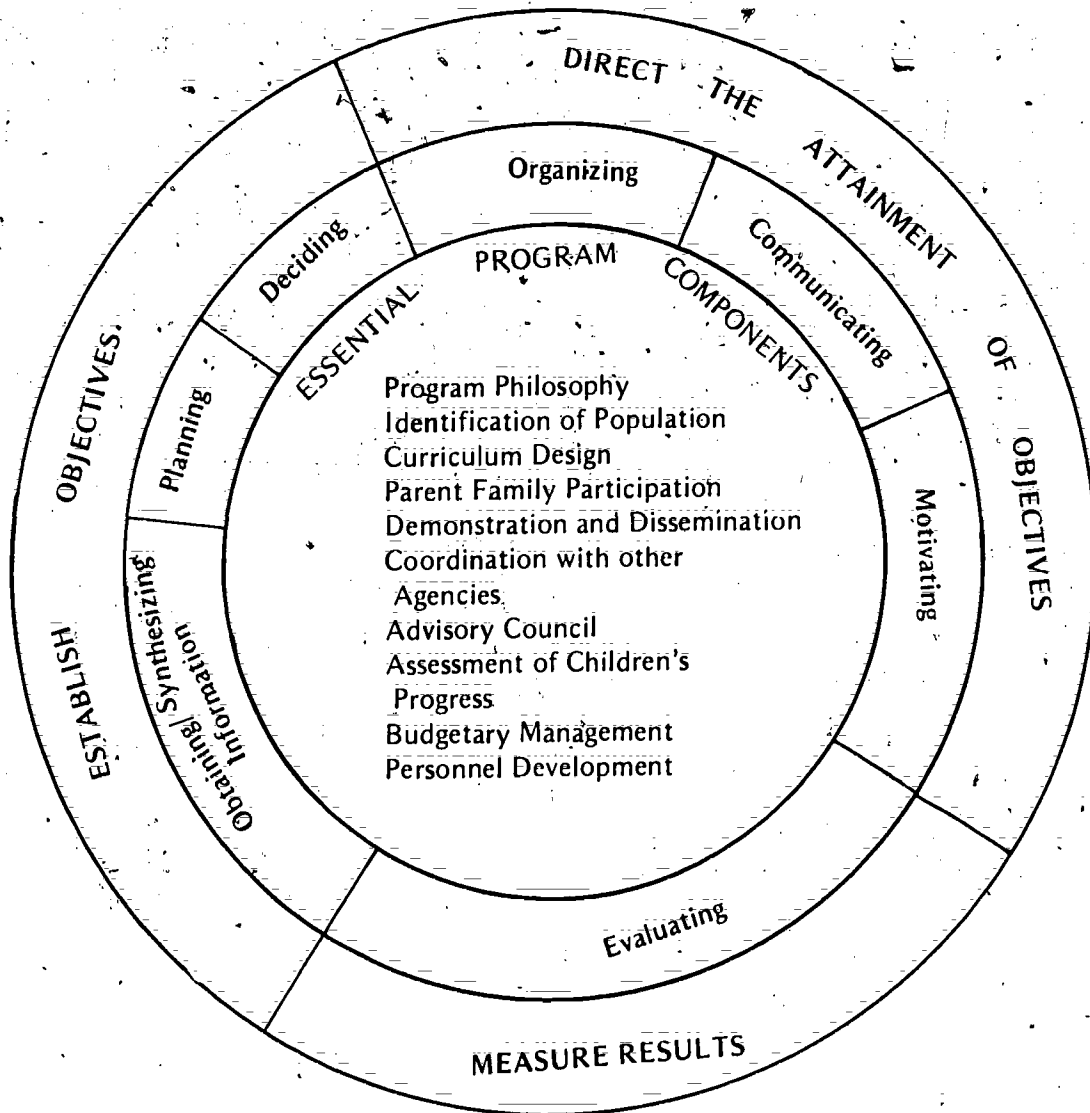 DIRECT THE ATTAINMENT OF OBJECTIVES
ESTABLISH OBJECTIVES
MEASURE RESULTS
Obtaining/Synthesizing
Information
Planning
Deciding
Organizing
Communicating
Motivating
Evaluating
ESSENTIAL PROGRAM COMPONENTS
Program Philosophy
Identification of Population
Curriculum Design
Parent Family Participation
Demonstration and Dissemination
Coordination with other
Agencies
Advisory Council
Assessment of Children's
Progress
Budgetary Management
Personnel Development